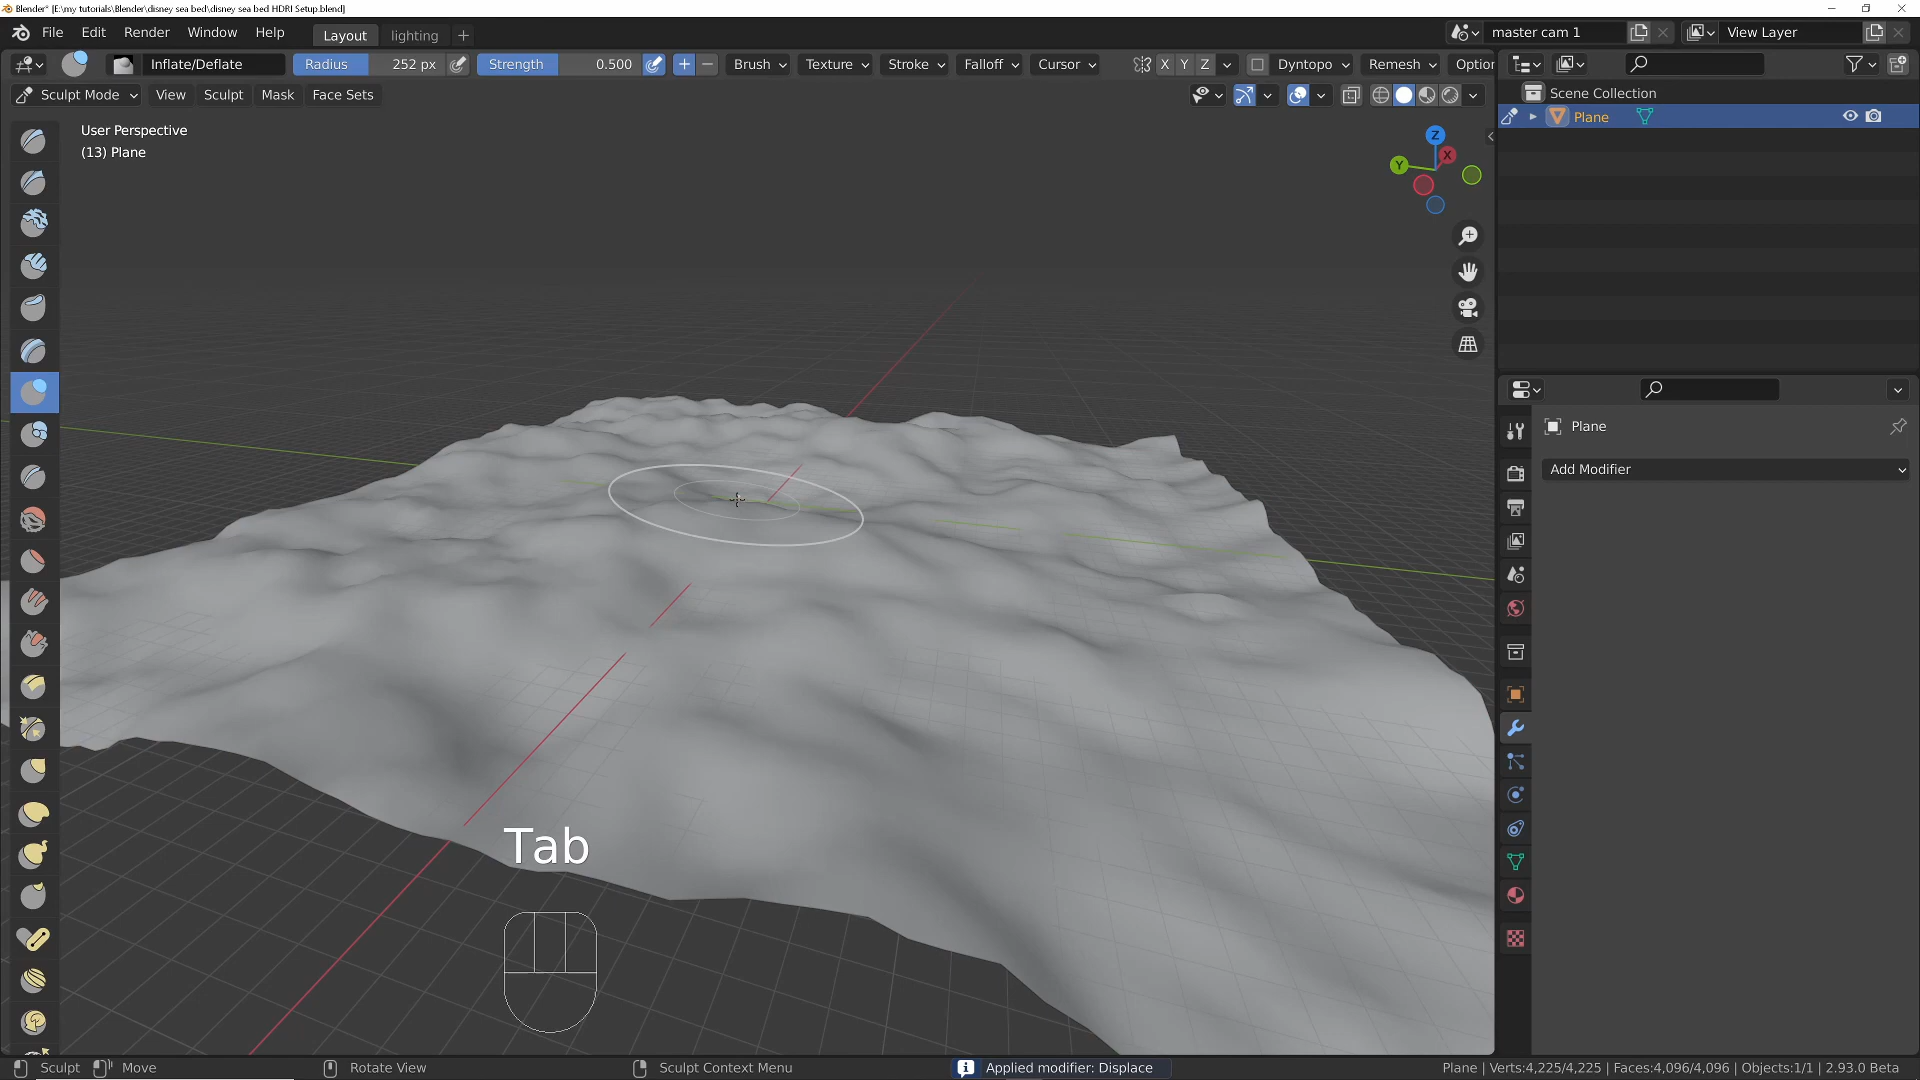 Blender* [E:\my tutorials\Blender\disney sea bed\disney sea bed HDRI Setup.blend]
File Edit Render Window Help Layout lighting master cam 1 View Layer
Inflate/Deflate Radius 252 px Strength 0.500 Brush Texture Stroke Falloff Cursor X Y Z Dyntopo Remesh Option
Sculpt Mode View Sculpt Mask Face Sets
Scene Collection
Plane
User Perspective
(13) Plane
Z
X
Y
Plane
Add Modifier
Tab
Sculpt Move Rotate View Sculpt Context Menu Applied modifier: Displace Plane | Verts:4,225/4,225 | Faces:4,096/4,096 | Objects:1/1 | 2.93.0 Beta